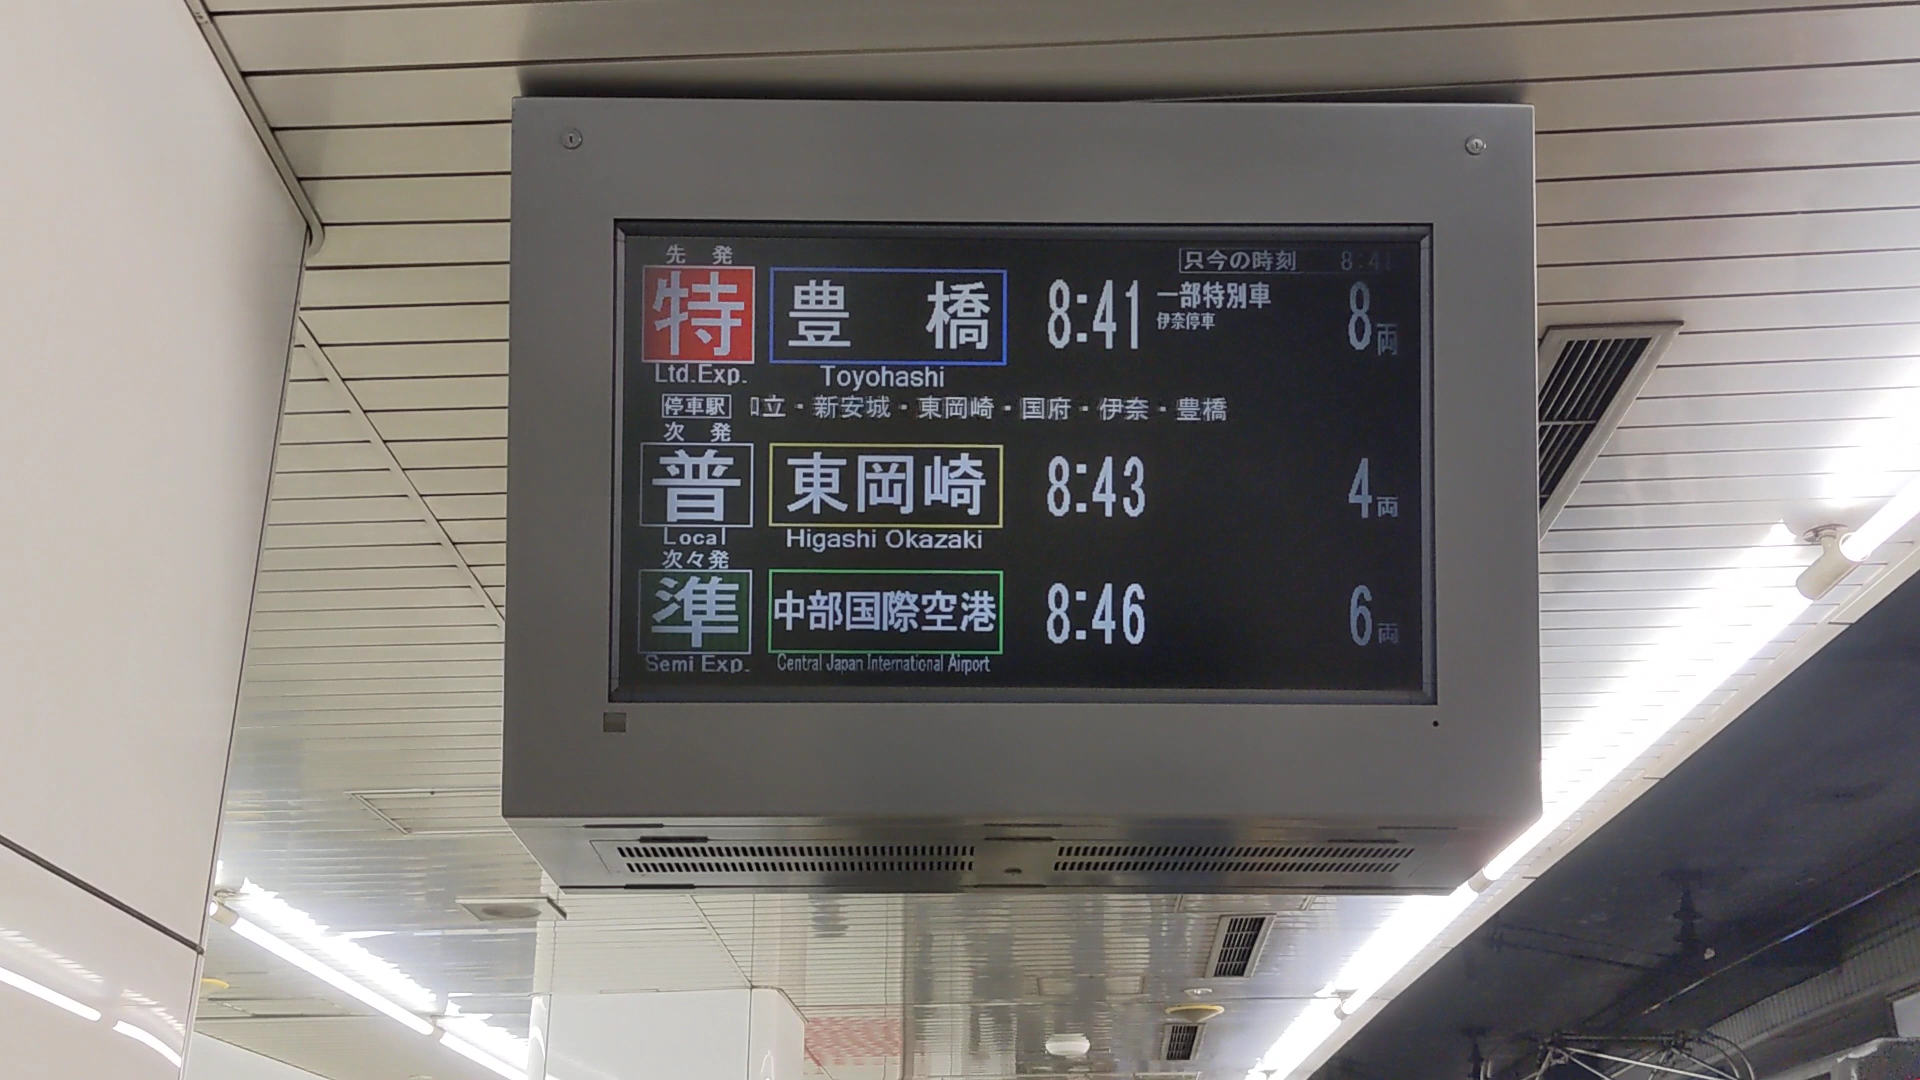 先発 只今の時刻 8:41
特 豊橋 8:41 一部特別車 8両
伊奈停車
Ltd.Exp. Toyohashi
停車駅 立・新安城・東岡崎・国府・伊奈・豊橋
次発
普 東岡崎 8:43 4両
Local Higashi Okazaki
次々発
準 中部国際空港 8:46 6両
Semi Exp. Central Japan International Airport